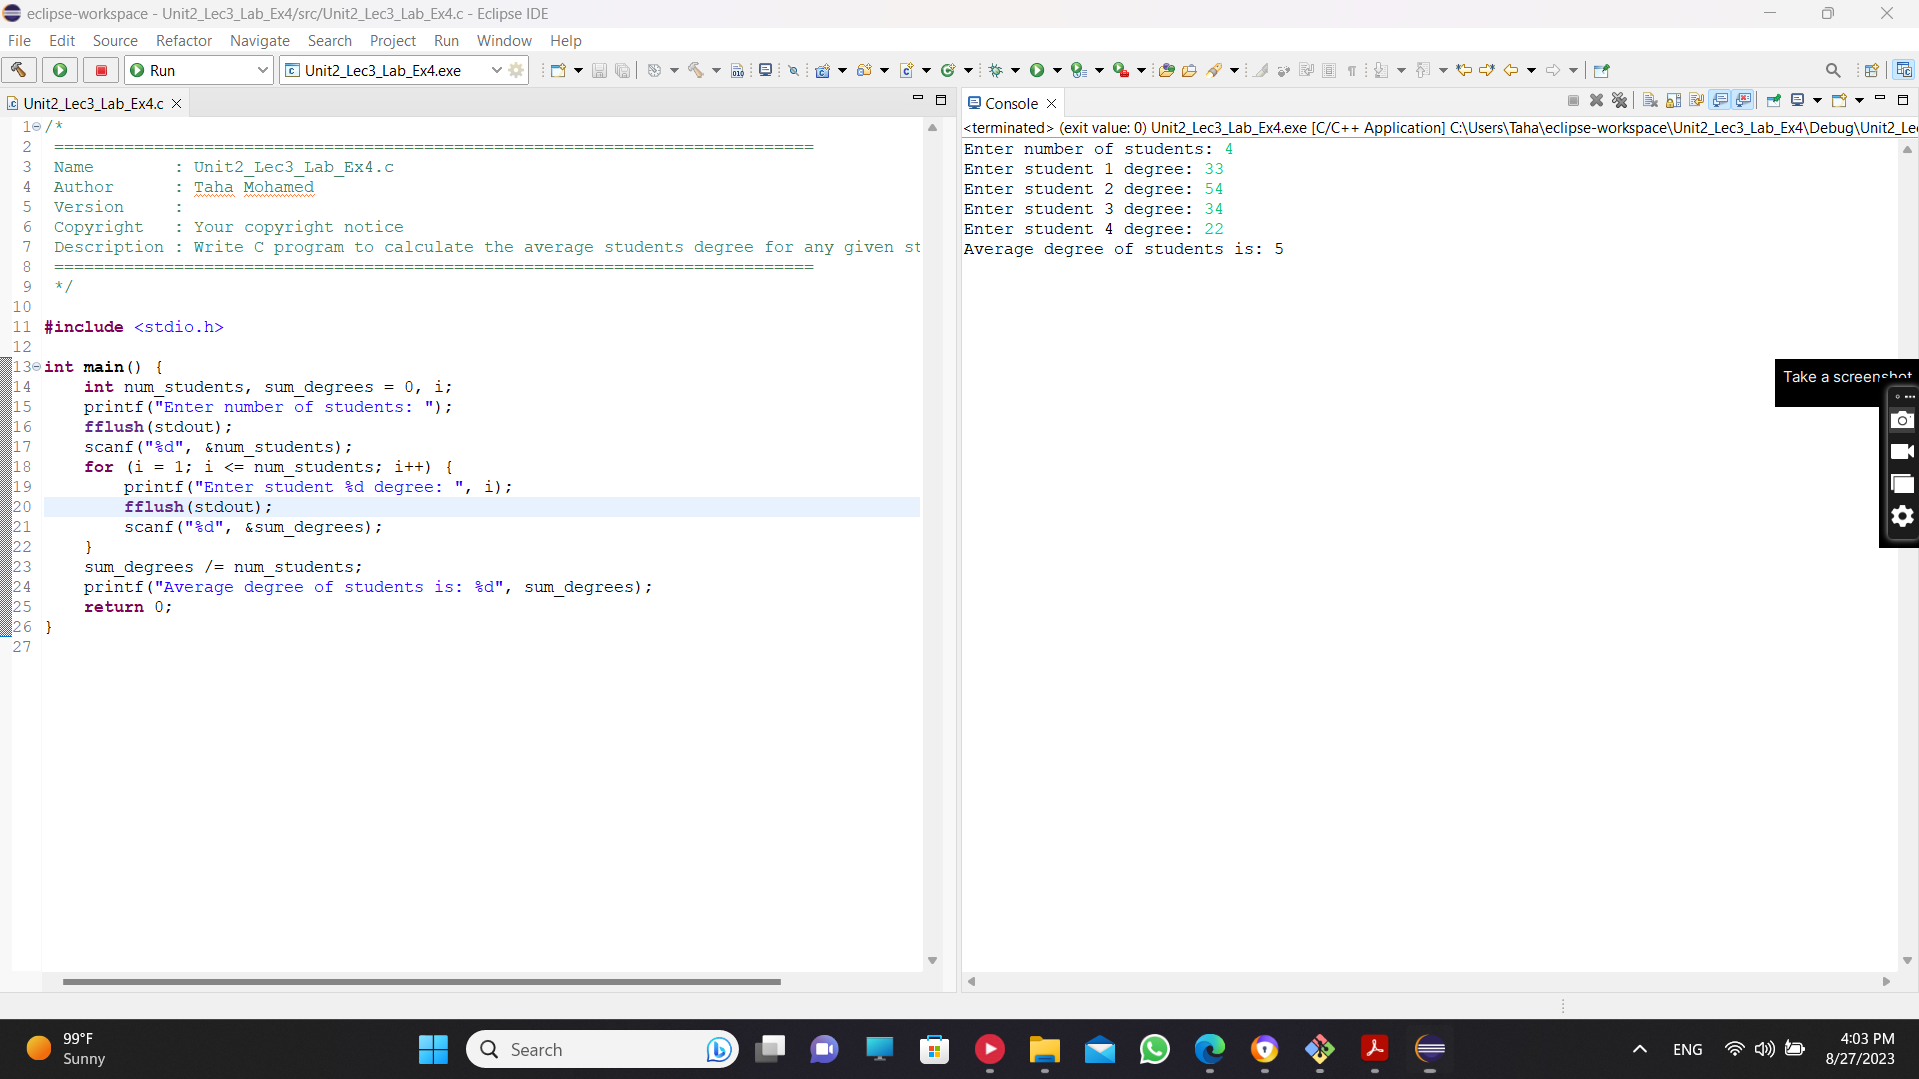 eclipse-workspace - Unit2_Lec3_Lab_Ex4/src/Unit2_Lec3_Lab_Ex4.c - Eclipse IDE
File Edit Source Refactor Navigate Search Project Run Window Help
Run Unit2_Lec3_Lab_Ex4.exe
Unit2_Lec3_Lab_Ex4.c
1 /*
2 ============================================================================
3 Name : Unit2_Lec3_Lab_Ex4.c
4 Author : Taha Mohamed
5 Version :
6 Copyright : Your copyright notice
7 Description : Write C program to calculate the average students degree for any given st
8 ============================================================================
9 */
10
11 #include <stdio.h>
12
13 int main() {
14 int num_students, sum_degrees = 0, i;
15 printf("Enter number of students: ");
16 fflush(stdout);
17 scanf("%d", &num_students);
18 for (i = 1; i <= num_students; i++) {
19 printf("Enter student %d degree: ", i);
20 fflush(stdout);
21 scanf("%d", &sum_degrees);
22 }
23 sum_degrees /= num_students;
24 printf("Average degree of students is: %d", sum_degrees);
25 return 0;
26 }
27
Console
<terminated> (exit value: 0) Unit2_Lec3_Lab_Ex4.exe [C/C++ Application] C:\Users\Taha\eclipse-workspace\Unit2_Lec3_Lab_Ex4\Debug\Unit2_Le
Enter number of students: 4
Enter student 1 degree: 33
Enter student 2 degree: 54
Enter student 3 degree: 34
Enter student 4 degree: 22
Average degree of students is: 5
Take a screenshot
99°F
Sunny
Search
ENG
4:03 PM
8/27/2023